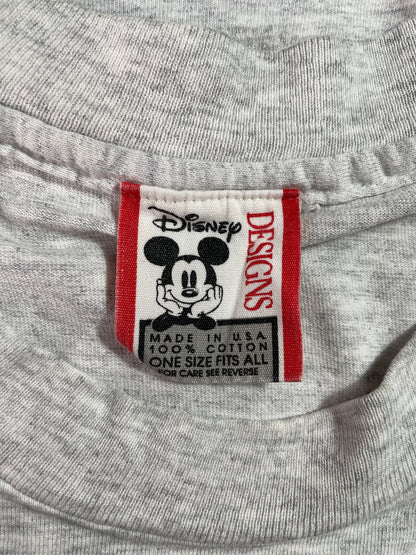 Disney
DESIGNS
MADE IN U.S.A.
100% COTTON
ONE SIZE FITS ALL
FOR CARE SEE REVERSE